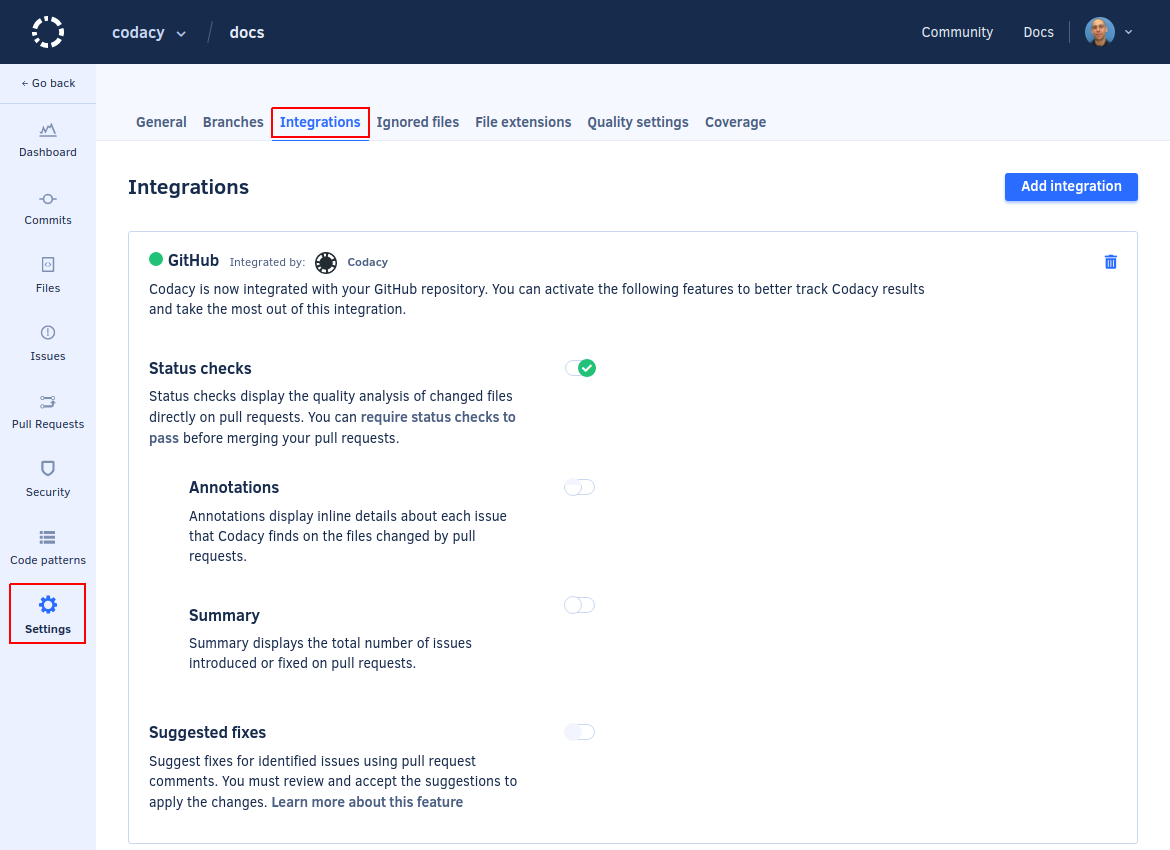 codacy / docs
Community
Docs
← Go back
Dashboard
Commits
Files
Issues
Pull Requests
Security
Code patterns
Settings
General
Branches
Integrations
Ignored files
File extensions
Quality settings
Coverage
Integrations
Add integration
GitHub Integrated by: Codacy
Codacy is now integrated with your GitHub repository. You can activate the following features to better track Codacy results
and take the most out of this integration.
Status checks
Status checks display the quality analysis of changed files
directly on pull requests. You can require status checks to
pass before merging your pull requests.
Annotations
Annotations display inline details about each issue
that Codacy finds on the files changed by pull
requests.
Summary
Summary displays the total number of issues
introduced or fixed on pull requests.
Suggested fixes
Suggest fixes for identified issues using pull request
comments. You must review and accept the suggestions to
apply the changes. Learn more about this feature